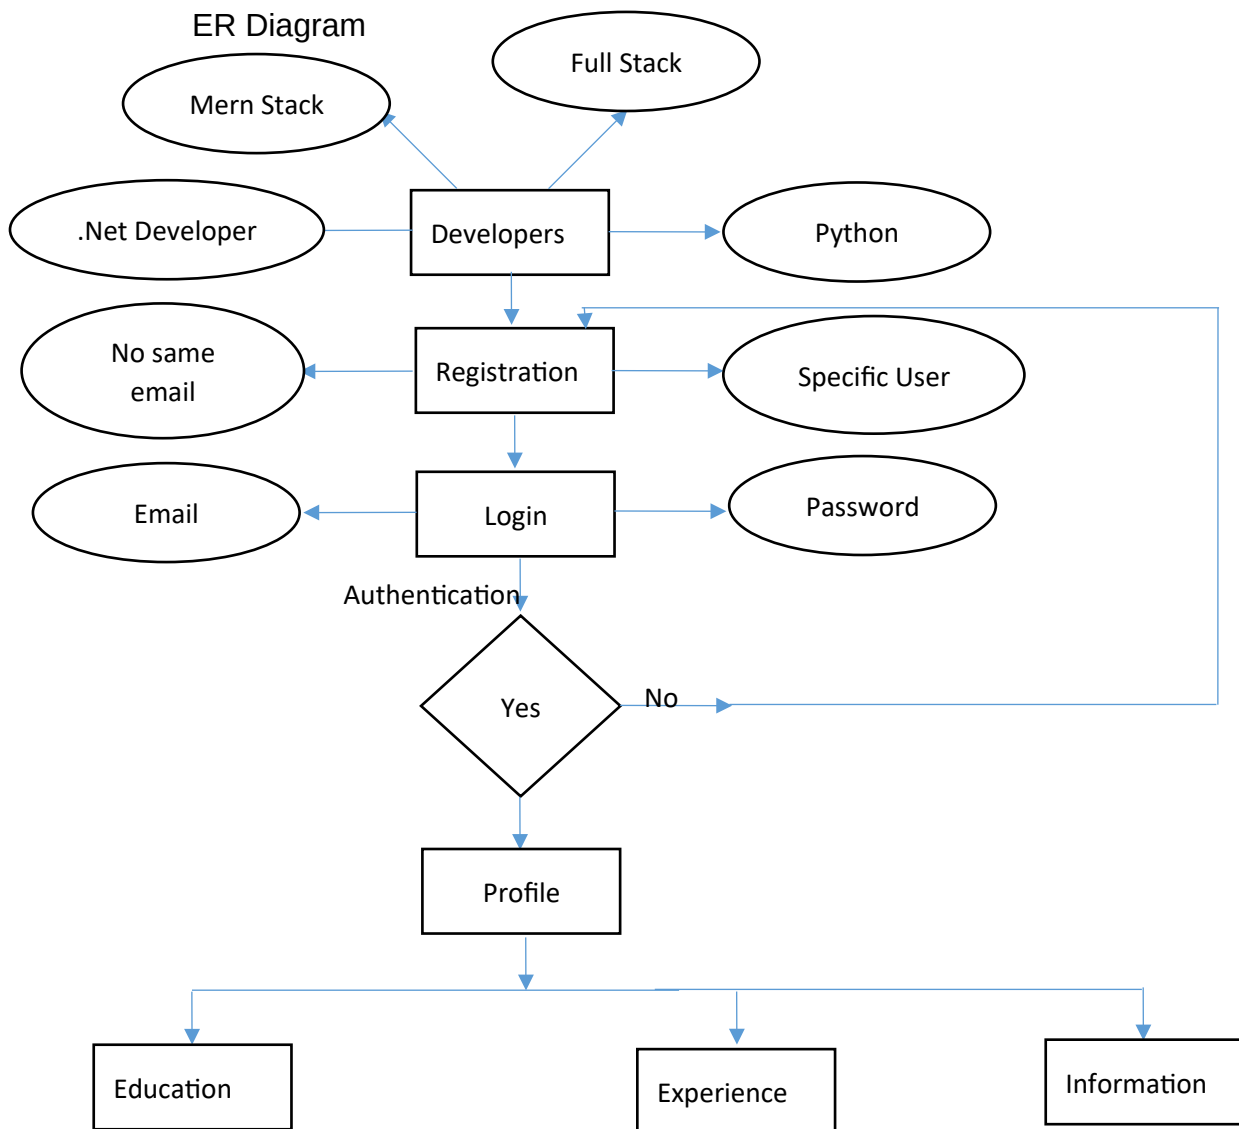 ER Diagram
Full Stack
Mern Stack
.Net Developer
Developers
Python
No same
email
Registration
Specific User
Email
Login
Password
Authentication
Yes
No
Profile
Education
Experience
Information